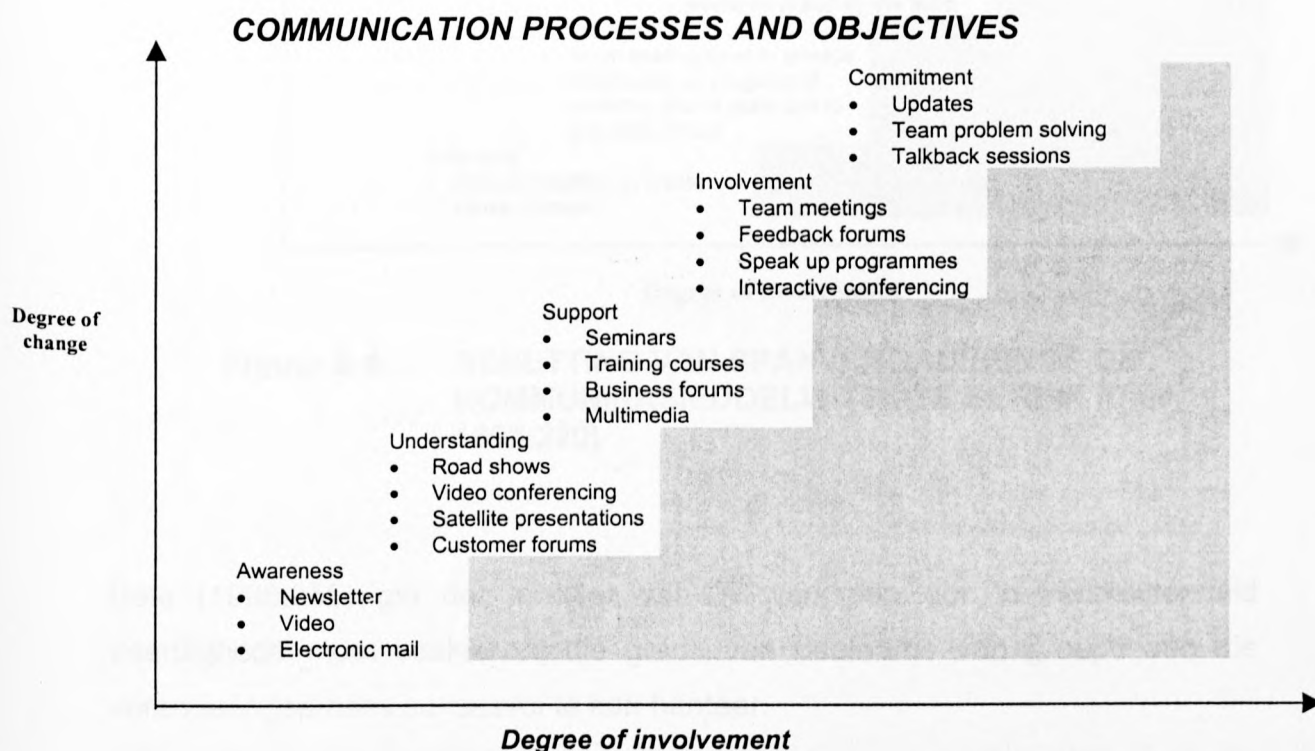 COMMUNICATION PROCESSES AND OBJECTIVES
Commitment
• Updates
• Team problem solving
• Talkback sessions
Involvement
• Team meetings
• Feedback forums
• Speak up programmes
• Interactive conferencing
Degree of
change
Support
• Seminars
• Training courses
• Business forums
• Multimedia
Understanding
• Road shows
• Video conferencing
• Satellite presentations
• Customer forums
Awareness
• Newsletter
• Video
• Electronic mail
Degree of involvement